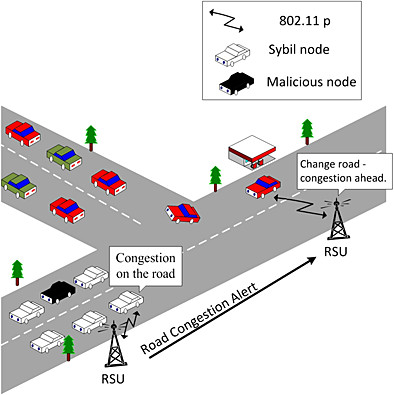 802.11 p
Sybil node
Malicious node
Change road -
congestion ahead.
RSU
Congestion
on the road
Road Congestion Alert
RSU